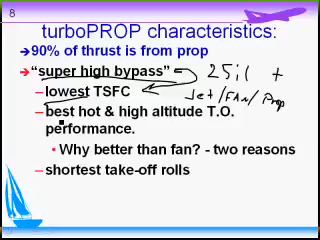 8
turboPROP characteristics:
90% of thrust is from prop
"super high bypass" 25:1 +
–lowest TSFC Jet/FAN/Prop
–best hot & high altitude T.O.
performance.
• Why better than fan? - two reasons
–shortest take-off rolls